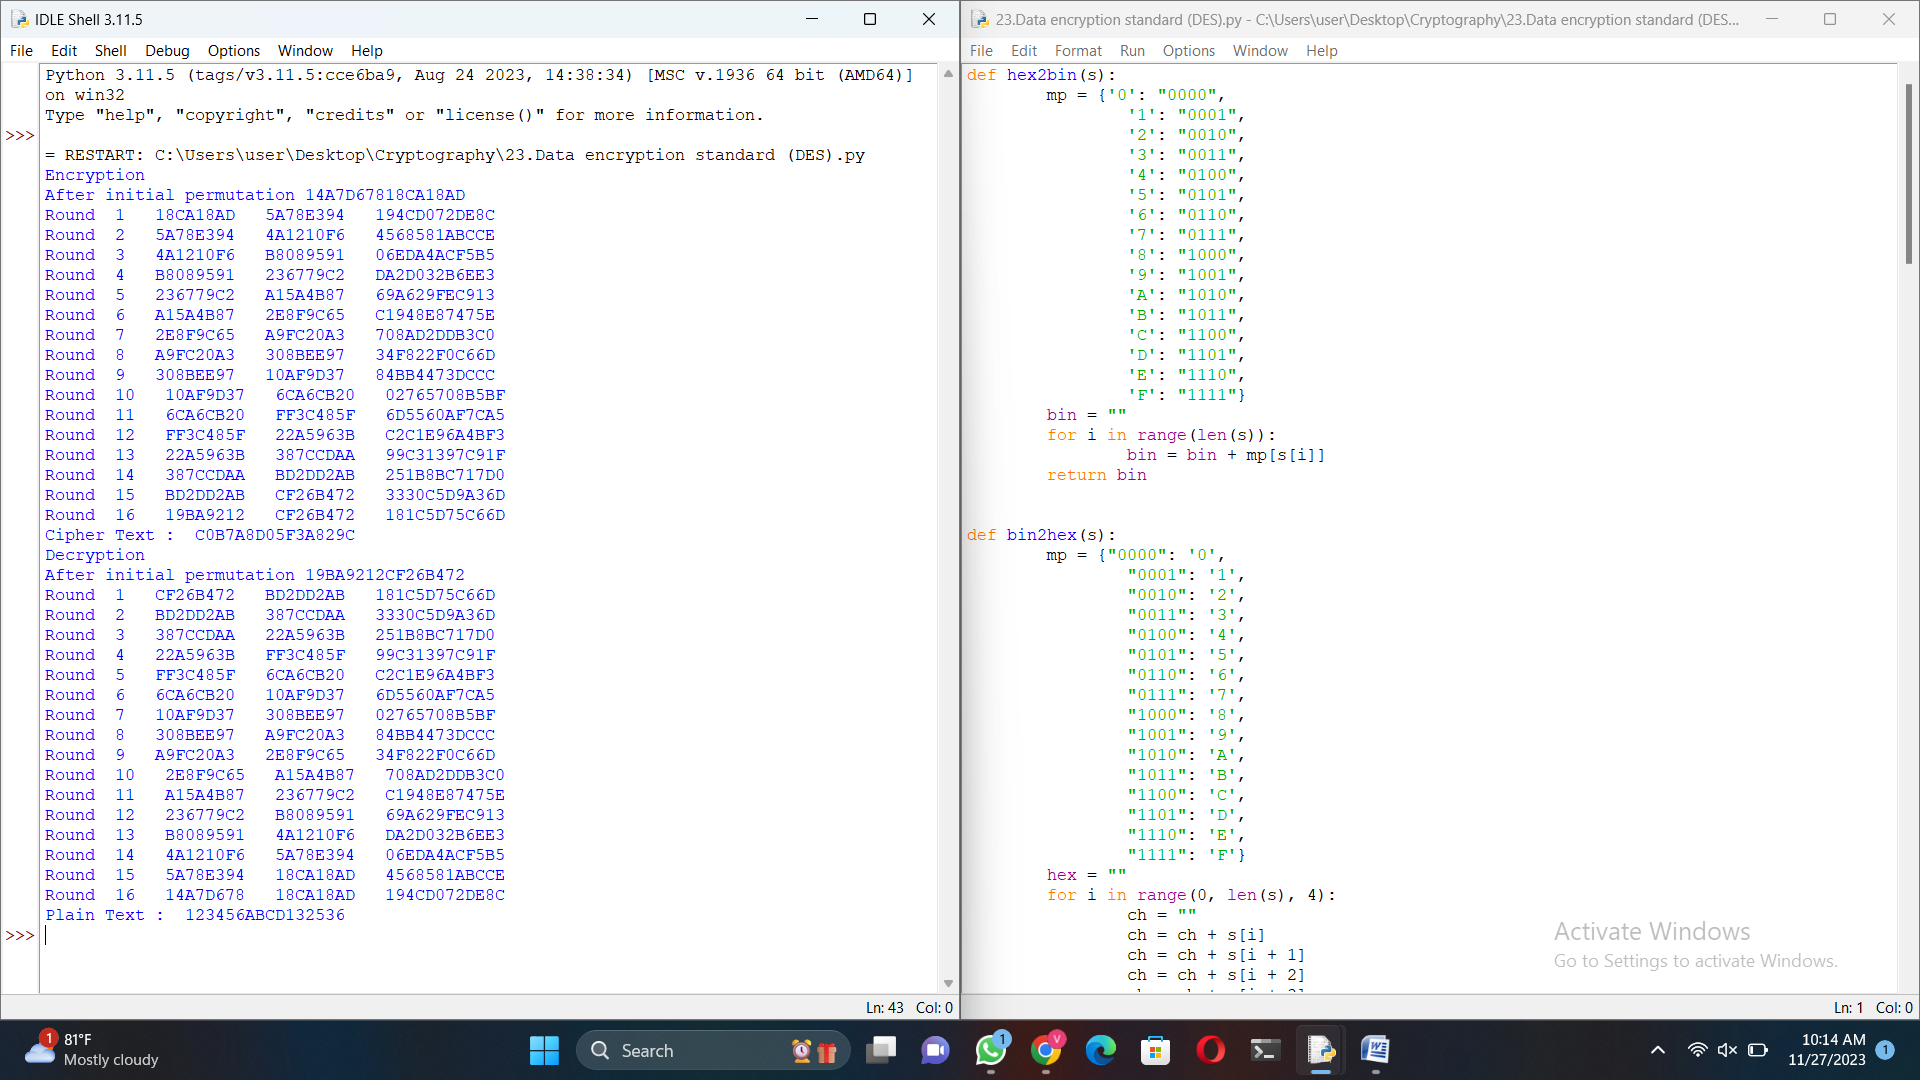 IDLE Shell 3.11.5
File Edit Shell Debug Options Window Help
Python 3.11.5 (tags/v3.11.5:cce6ba9, Aug 24 2023, 14:38:34) [MSC v.1936 64 bit (AMD64)]
on win32
Type "help", "copyright", "credits" or "license()" for more information.
>>>
= RESTART: C:\Users\user\Desktop\Cryptography\23.Data encryption standard (DES).py
Encryption
After initial permutation 14A7D67818CA18AD
Round 1 18CA18AD 5A78E394 194CD072DE8C
Round 2 5A78E394 4A1210F6 4568581ABCCE
Round 3 4A1210F6 B8089591 06EDA4ACF5B5
Round 4 B8089591 236779C2 DA2D032B6EE3
Round 5 236779C2 A15A4B87 69A629FEC913
Round 6 A15A4B87 2E8F9C65 C1948E87475E
Round 7 2E8F9C65 A9FC20A3 708AD2DDB3C0
Round 8 A9FC20A3 308BEE97 34F822F0C66D
Round 9 308BEE97 10AF9D37 84BB4473DCCC
Round 10 10AF9D37 6CA6CB20 02765708B5BF
Round 11 6CA6CB20 FF3C485F 6D5560AF7CA5
Round 12 FF3C485F 22A5963B C2C1E96A4BF3
Round 13 22A5963B 387CCDAA 99C31397C91F
Round 14 387CCDAA BD2DD2AB 251B8BC717D0
Round 15 BD2DD2AB CF26B472 3330C5D9A36D
Round 16 19BA9212 CF26B472 181C5D75C66D
Cipher Text : C0B7A8D05F3A829C
Decryption
After initial permutation 19BA9212CF26B472
Round 1 CF26B472 BD2DD2AB 181C5D75C66D
Round 2 BD2DD2AB 387CCDAA 3330C5D9A36D
Round 3 387CCDAA 22A5963B 251B8BC717D0
Round 4 22A5963B FF3C485F 99C31397C91F
Round 5 FF3C485F 6CA6CB20 C2C1E96A4BF3
Round 6 6CA6CB20 10AF9D37 6D5560AF7CA5
Round 7 10AF9D37 308BEE97 02765708B5BF
Round 8 308BEE97 A9FC20A3 84BB4473DCCC
Round 9 A9FC20A3 2E8F9C65 34F822F0C66D
Round 10 2E8F9C65 A15A4B87 708AD2DDB3C0
Round 11 A15A4B87 236779C2 C1948E87475E
Round 12 236779C2 B8089591 69A629FEC913
Round 13 B8089591 4A1210F6 DA2D032B6EE3
Round 14 4A1210F6 5A78E394 06EDA4ACF5B5
Round 15 5A78E394 18CA18AD 4568581ABCCE
Round 16 14A7D678 18CA18AD 194CD072DE8C
Plain Text : 123456ABCD132536
>>>
Ln: 43 Col: 0
23.Data encryption standard (DES).py - C:\Users\user\Desktop\Cryptography\23.Data encryption standard (DES...
File Edit Format Run Options Window Help
def hex2bin(s):
mp = {'0': "0000",
'1': "0001",
'2': "0010",
'3': "0011",
'4': "0100",
'5': "0101",
'6': "0110",
'7': "0111",
'8': "1000",
'9': "1001",
'A': "1010",
'B': "1011",
'C': "1100",
'D': "1101",
'E': "1110",
'F': "1111"}
bin = ""
for i in range(len(s)):
bin = bin + mp[s[i]]
return bin
def bin2hex(s):
mp = {"0000": '0',
"0001": '1',
"0010": '2',
"0011": '3',
"0100": '4',
"0101": '5',
"0110": '6',
"0111": '7',
"1000": '8',
"1001": '9',
"1010": 'A',
"1011": 'B',
"1100": 'C',
"1101": 'D',
"1110": 'E',
"1111": 'F'}
hex = ""
for i in range(0, len(s), 4):
ch = ""
ch = ch + s[i]
ch = ch + s[i + 1]
ch = ch + s[i + 2]
Activate Windows
Go to Settings to activate Windows.
Ln: 1 Col: 0
1
81°F
Mostly cloudy
Search
1
V
10:14 AM
11/27/2023
1